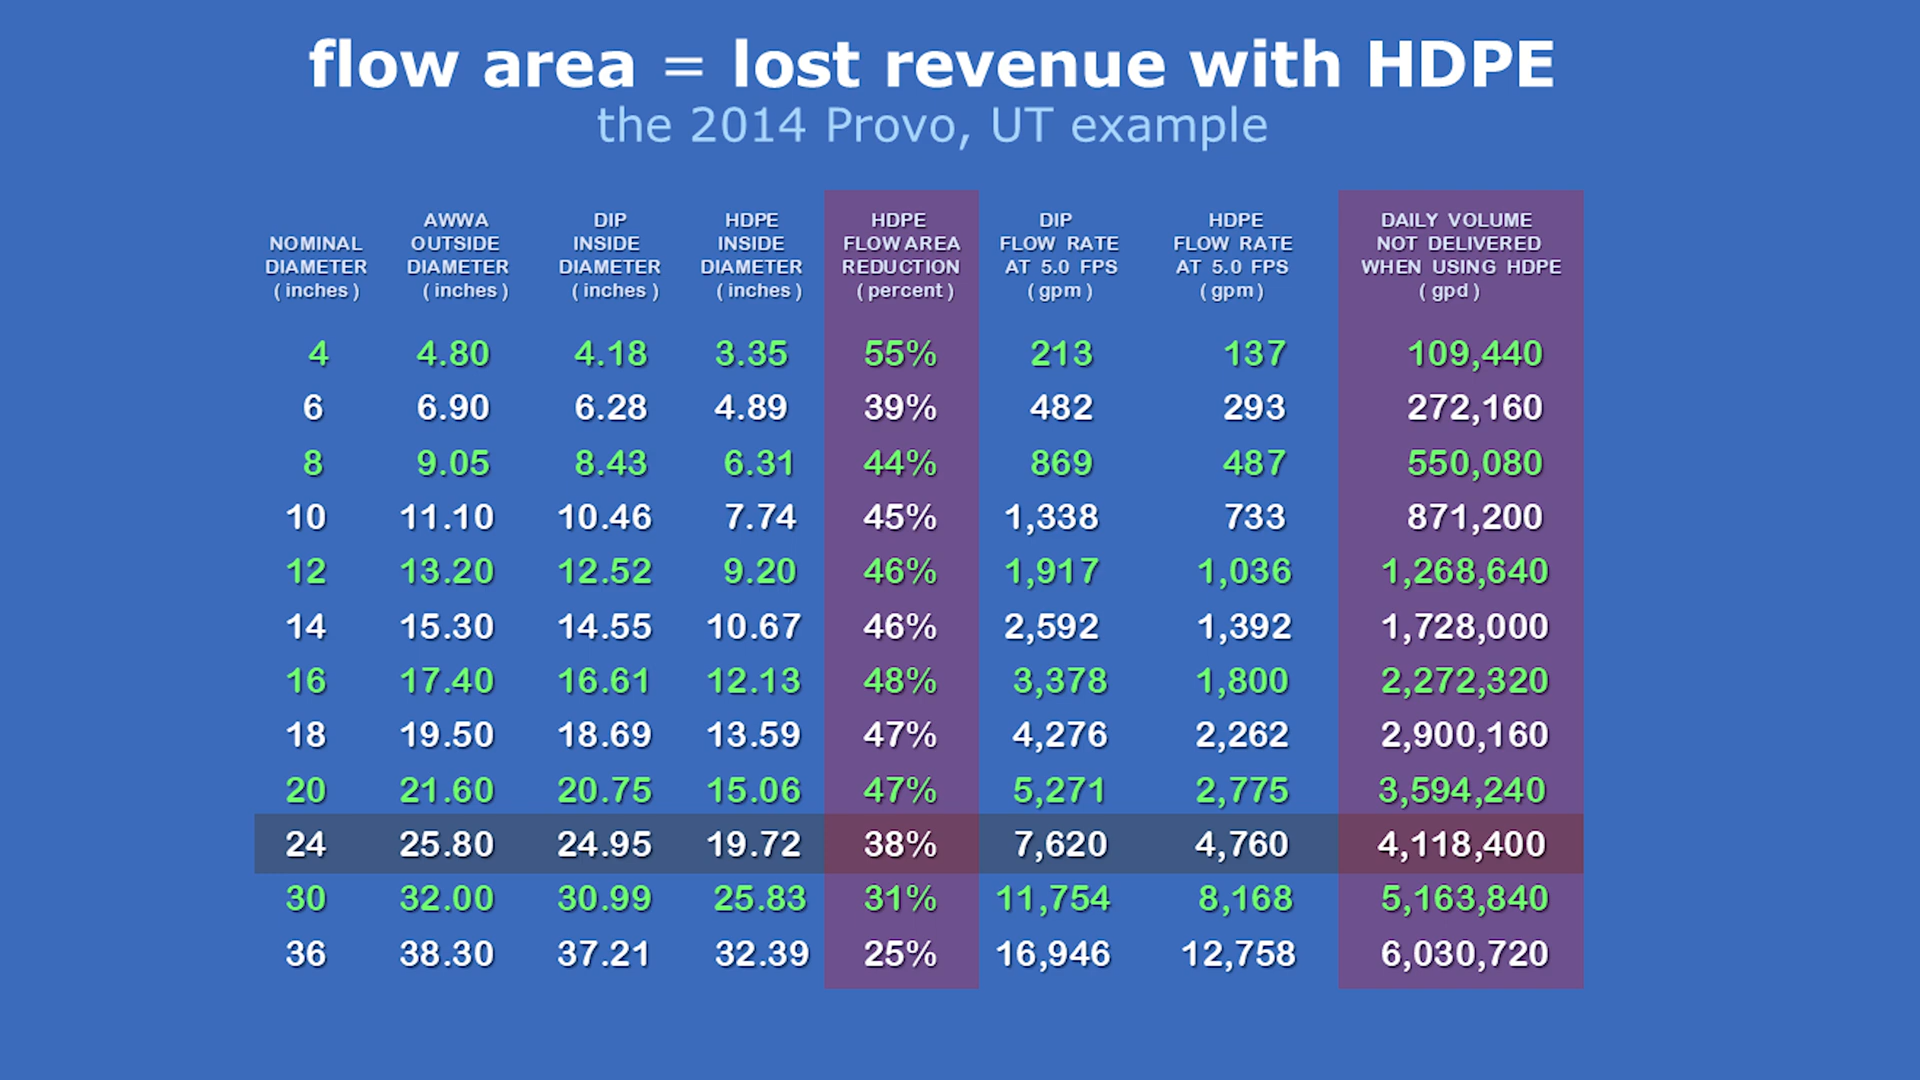 flow area = lost revenue with HDPE
the 2014 Provo, UT example
NOMINAL DIAMETER ( inches ) AWWA OUTSIDE DIAMETER ( inches ) DIP INSIDE DIAMETER ( inches ) HDPE INSIDE DIAMETER ( inches ) HDPE FLOW AREA REDUCTION ( percent ) DIP FLOW RATE AT 5.0 FPS ( gpm ) HDPE FLOW RATE AT 5.0 FPS ( gpm ) DAILY VOLUME NOT DELIVERED WHEN USING HDPE ( gpd )
4 4.80 4.18 3.35 55% 213 137 109,440
6 6.90 6.28 4.89 39% 482 293 272,160
8 9.05 8.43 6.31 44% 869 487 550,080
10 11.10 10.46 7.74 45% 1,338 733 871,200
12 13.20 12.52 9.20 46% 1,917 1,036 1,268,640
14 15.30 14.55 10.67 46% 2,592 1,392 1,728,000
16 17.40 16.61 12.13 48% 3,378 1,800 2,272,320
18 19.50 18.69 13.59 47% 4,276 2,262 2,900,160
20 21.60 20.75 15.06 47% 5,271 2,775 3,594,240
24 25.80 24.95 19.72 38% 7,620 4,760 4,118,400
30 32.00 30.99 25.83 31% 11,754 8,168 5,163,840
36 38.30 37.21 32.39 25% 16,946 12,758 6,030,720